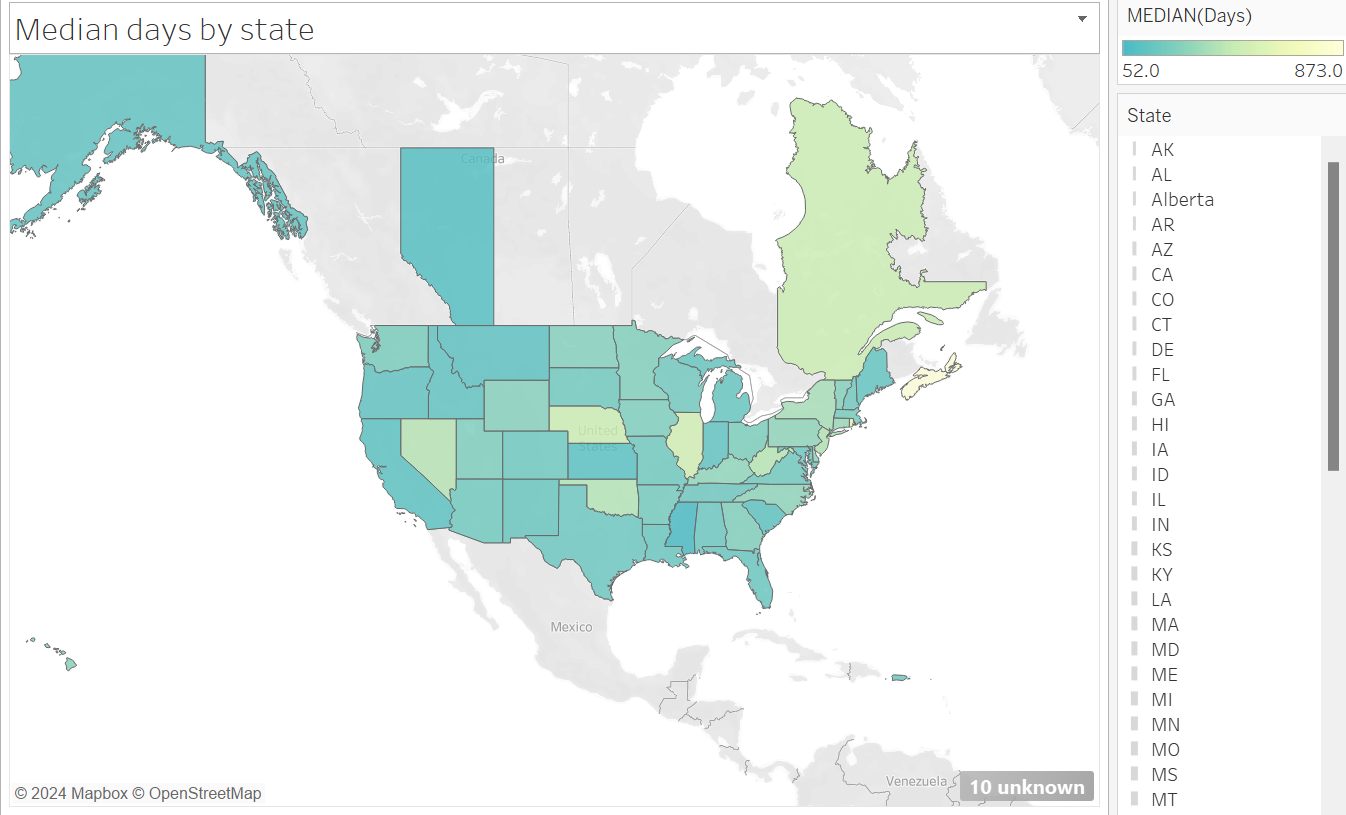 Median days by state
MEDIAN(Days)
52.0
873.0
State
AK
AL
Alberta
AR
AZ
CA
CO
CT
DE
FL
GA
HI
IA
ID
IL
IN
KS
KY
LA
MA
MD
ME
MI
MN
MO
MS
MT
Canada
United
States
Mexico
Venezuela
10 unknown
© 2024 Mapbox © OpenStreetMap